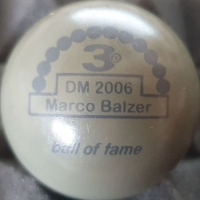 3°
DM 2006
Marco Balzer
ball of fame